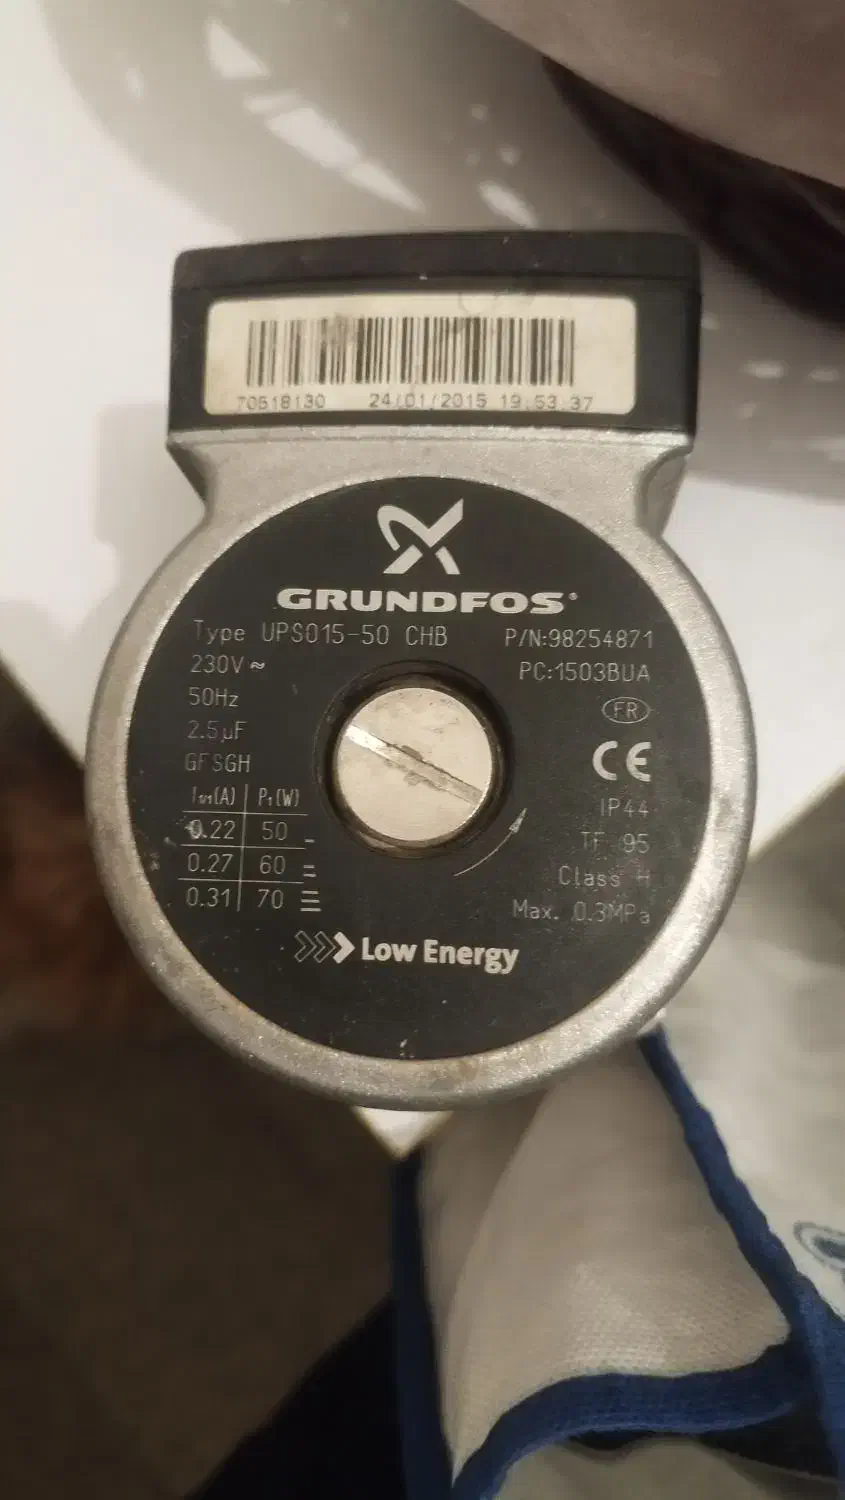 70618130 24/01/2015 19:53:37
GRUNDFOS®
Type UPSO15-50 CHB P/N:98254871
230V ~ PC:1503BUA
50Hz FR
2.5µF CE
GFSGH
I₁/₁(A) P₁(W) IP44
0.22 50 TF 95
0.27 60 Class H
0.31 70 Max. 0.3MPa
Low Energy